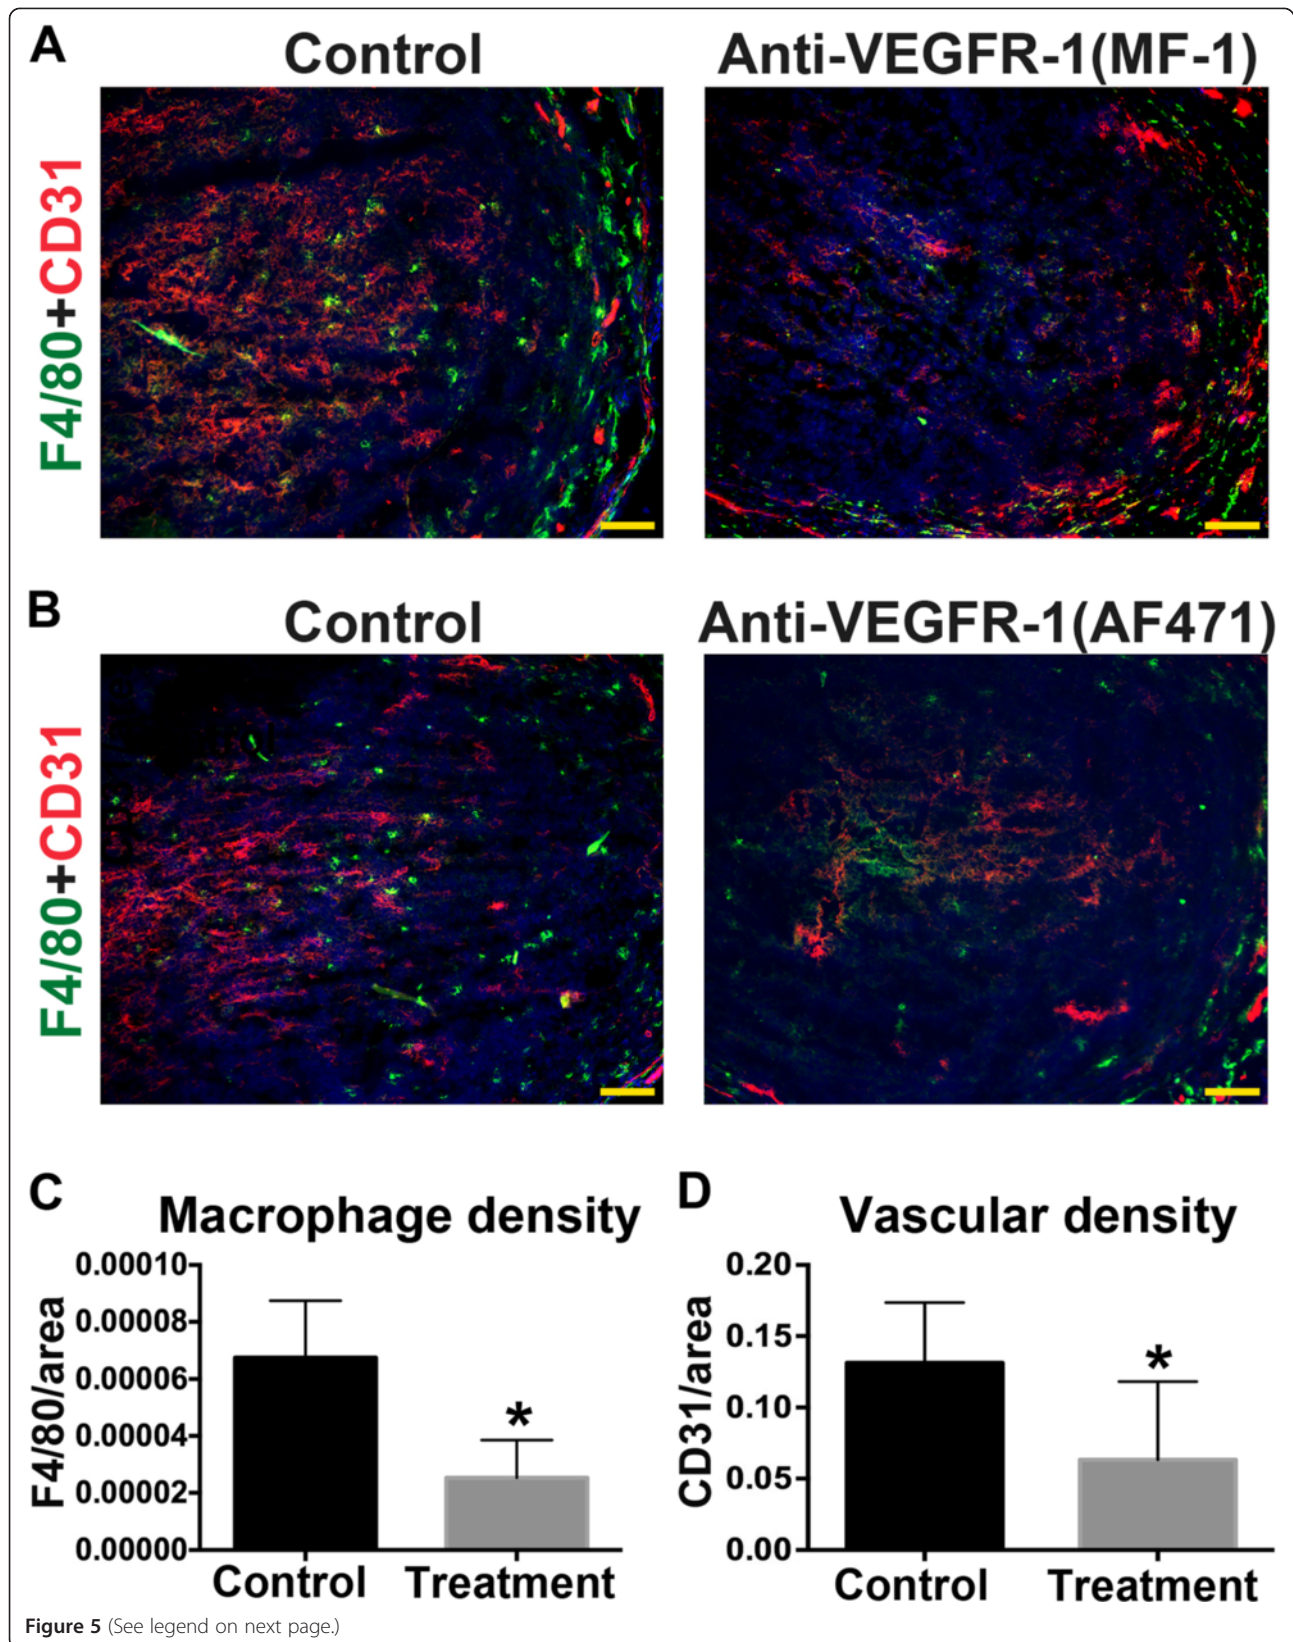 A
Control
Anti-VEGFR-1(MF-1)
F4/80+CD31
B
Control
Anti-VEGFR-1(AF471)
F4/80+CD31
C
Macrophage density
F4/80/area
0.00010
0.00008
0.00006
0.00004
0.00002
0.00000
*
Control
Treatment
D
Vascular density
CD31/area
0.20
0.15
0.10
0.05
0.00
*
Control
Treatment
Figure 5 (See legend on next page.)